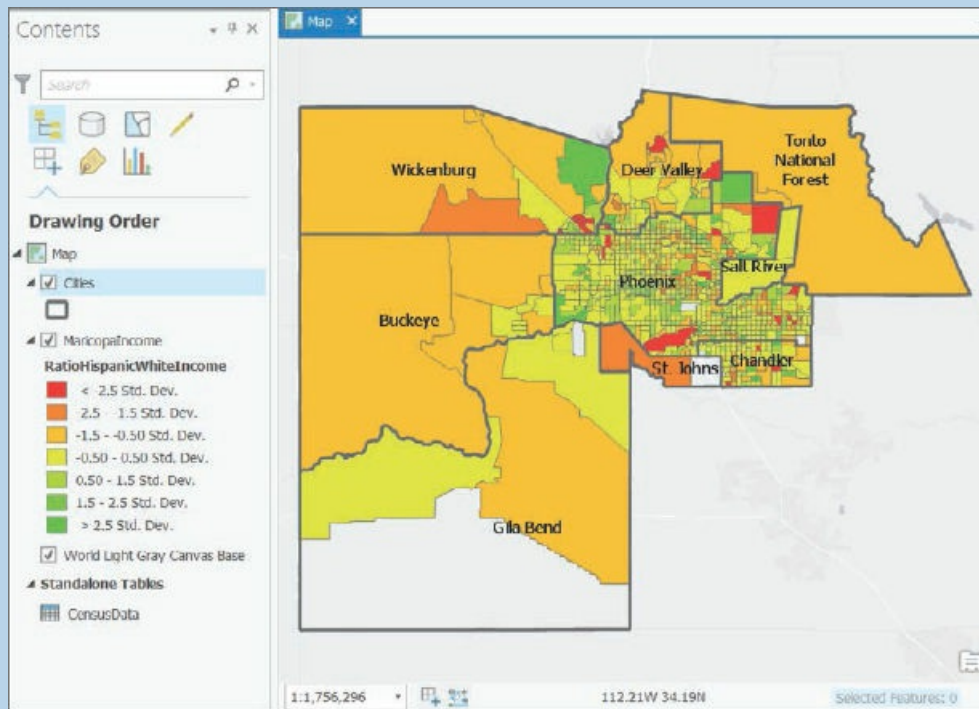 Contents
Search
Drawing Order
Map
Cities
MaricopaIncome
RatioHispanicWhiteIncome
< -2.5 Std. Dev.
-2.5 - -1.5 Std. Dev.
-1.5 - -0.50 Std. Dev.
-0.50 - 0.50 Std. Dev.
0.50 - 1.5 Std. Dev.
1.5 - 2.5 Std. Dev.
> 2.5 Std. Dev.
World Light Gray Canvas Base
Standalone Tables
CensusData
Map
Wickenburg
Deer Valley
Tonto
National
Forest
Salt River
Phoenix
Buckeye
St. Johns
Chandler
Gila Bend
1:1,756,296
112.21W 34.19N
Selected Features: 0